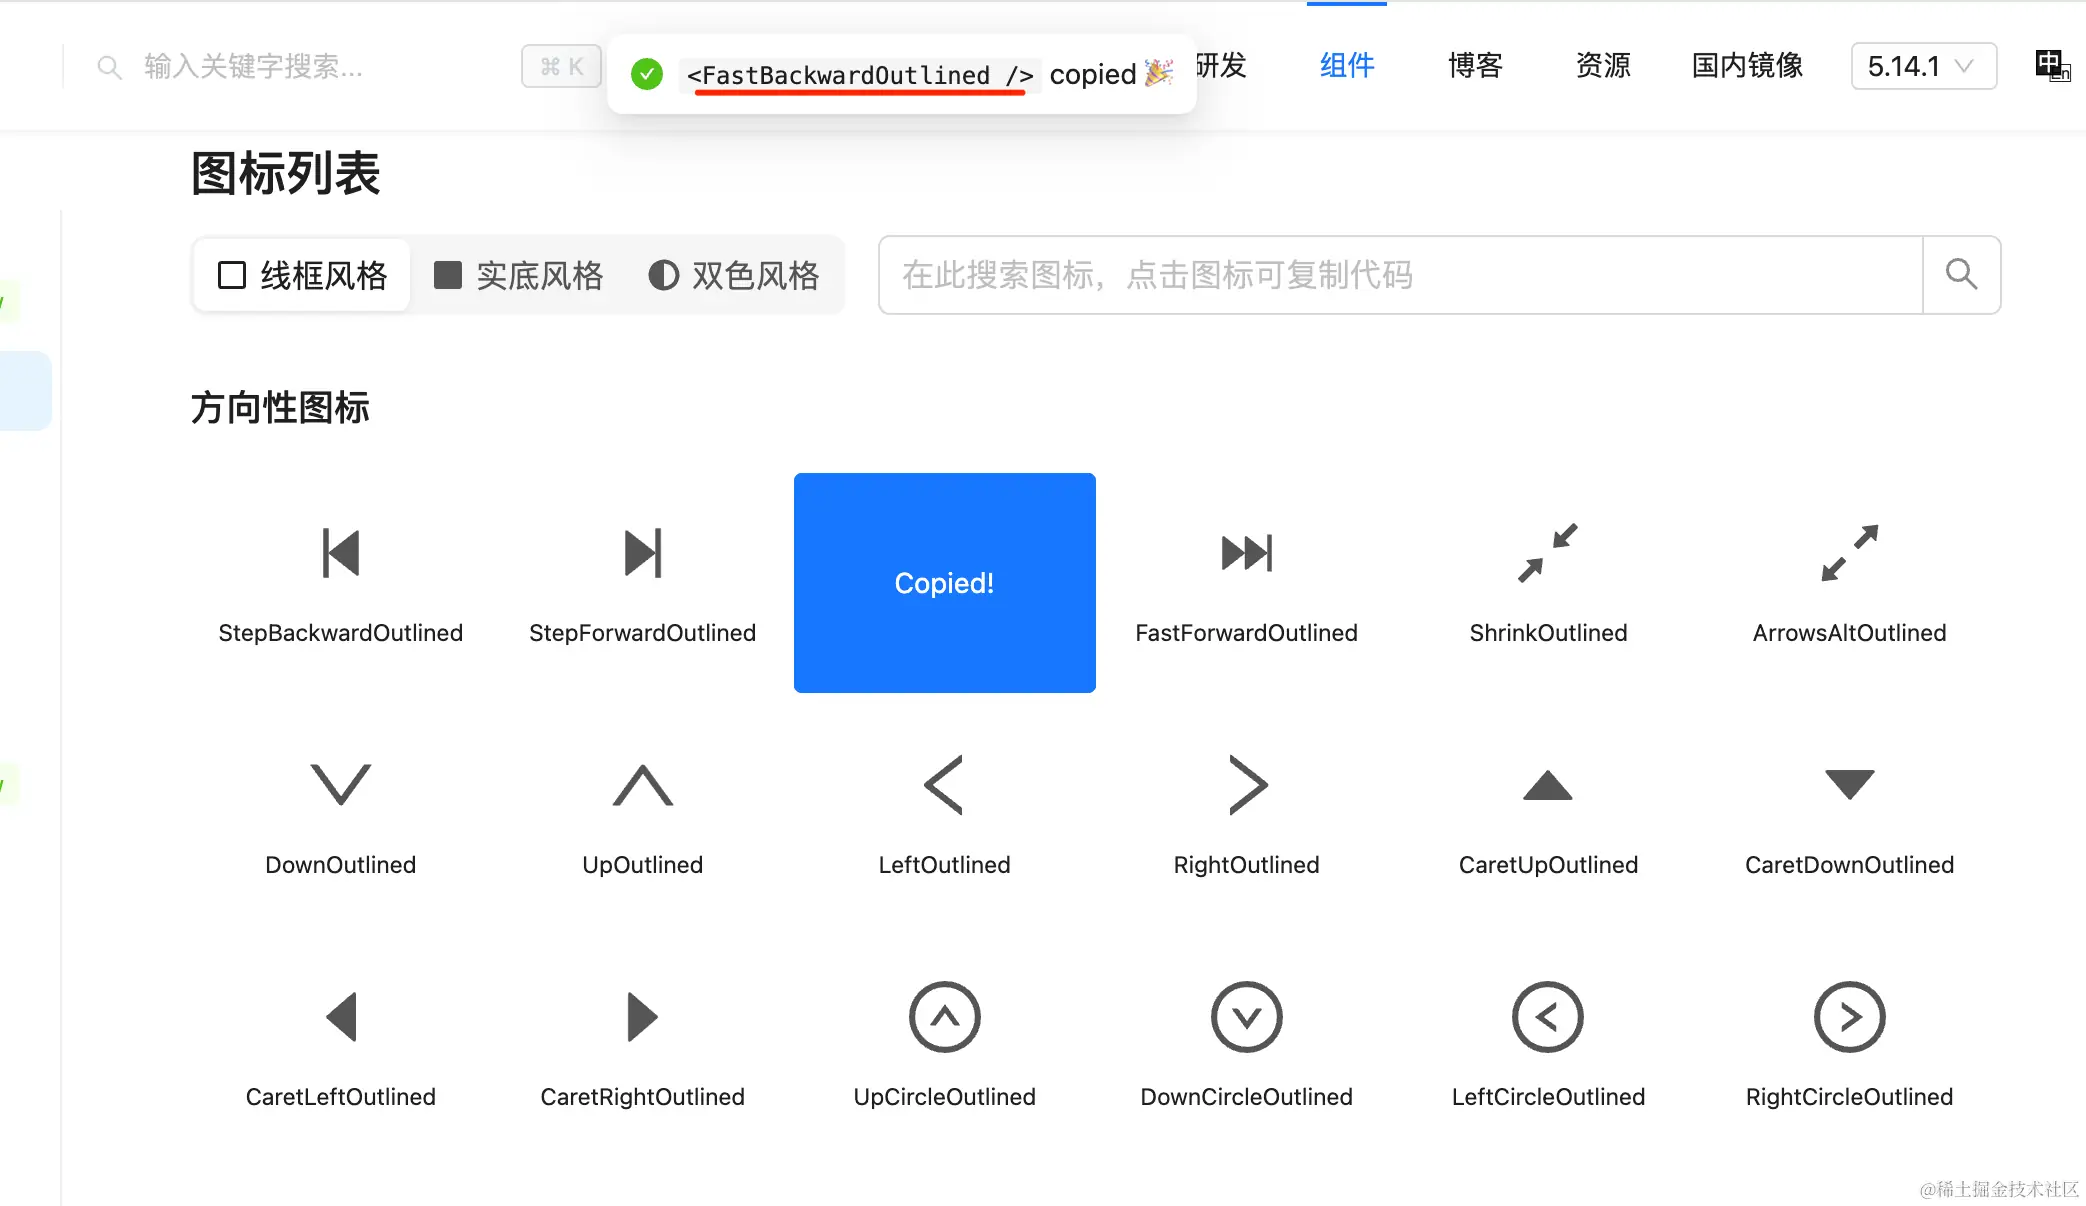 输入关键字搜索...
⌘ K
<FastBackwardOutlined /> copied 🎉
研发
组件
博客
资源
国内镜像
5.14.1
中 En
图标列表
线框风格
实底风格
双色风格
在此搜索图标，点击图标可复制代码
方向性图标
StepBackwardOutlined
StepForwardOutlined
Copied!
FastForwardOutlined
ShrinkOutlined
ArrowsAltOutlined
DownOutlined
UpOutlined
LeftOutlined
RightOutlined
CaretUpOutlined
CaretDownOutlined
CaretLeftOutlined
CaretRightOutlined
UpCircleOutlined
DownCircleOutlined
LeftCircleOutlined
RightCircleOutlined
@稀土掘金技术社区